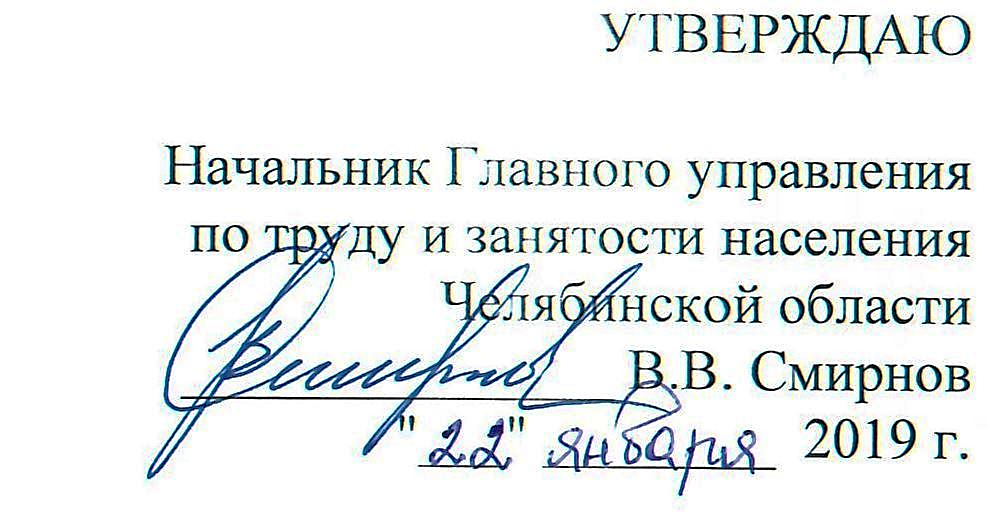 УТВЕРЖДАЮ
Начальник Главного управления
по труду и занятости населения
Челябинской области
В.В. Смирнов
"22" января 2019 г.